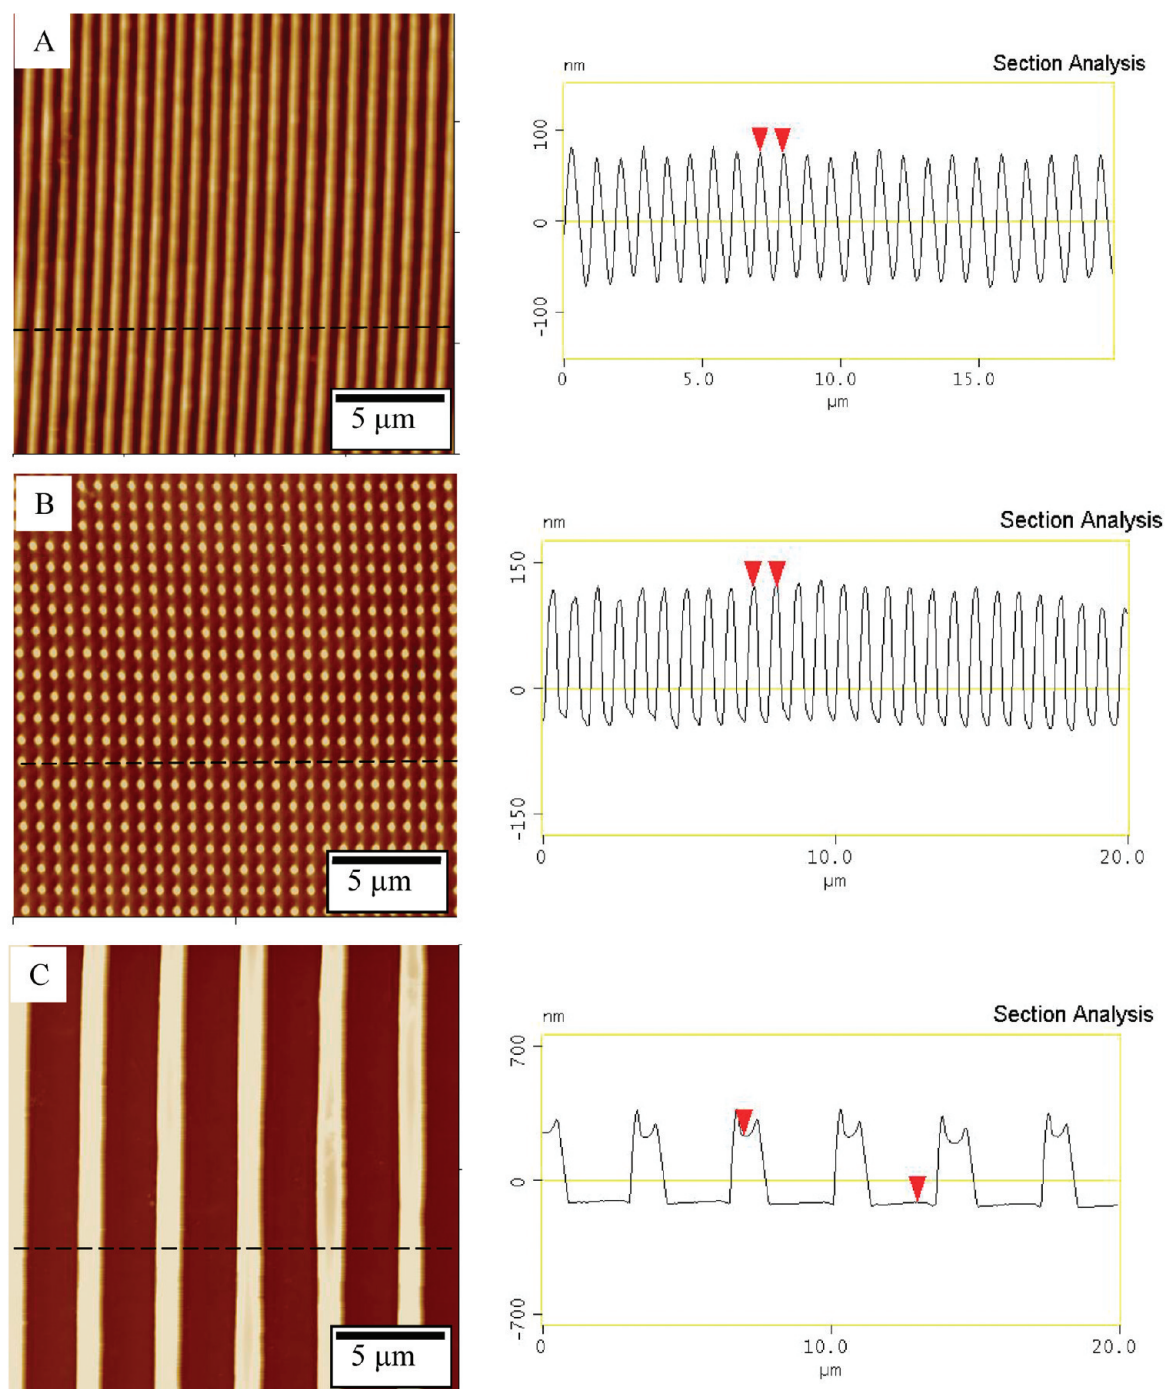 A
5 µm
Section Analysis
nm
100
0
-100
0 5.0 10.0 15.0
µm
B
5 µm
Section Analysis
nm
150
0
-150
0 10.0 20.0
µm
C
5 µm
Section Analysis
nm
700
0
-700
0 10.0 20.0
µm